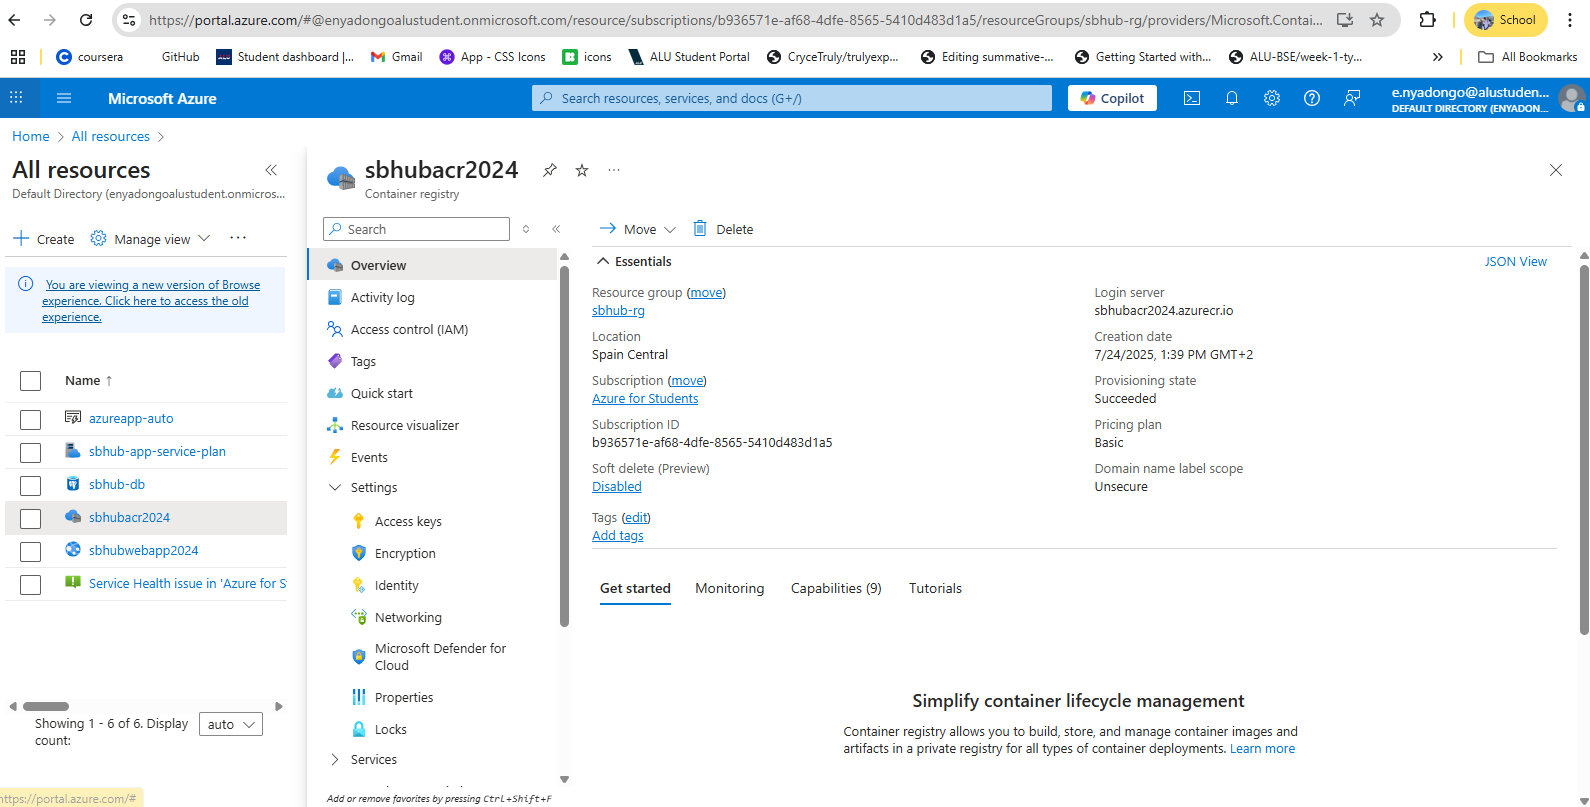 https://portal.azure.com/#@enyadongoalustudent.onmicrosoft.com/resource/subscriptions/b936571e-af68-4dfe-8565-5410d483d1a5/resourceGroups/sbhub-rg/providers/Microsoft.Contai...
School
coursera
GitHub
ALU
Student dashboard |...
Gmail
App - CSS Icons
icons
ALU Student Portal
CryceTruly/trulyexp...
Editing summative-...
Getting Started with...
ALU-BSE/week-1-ty...
»
All Bookmarks
Microsoft Azure
Search resources, services, and docs (G+/)
Copilot
e.nyadongo@alustuden...
DEFAULT DIRECTORY (ENYADON...
Home > All resources >
All resources
Default Directory (enyadongoalustudent.onmicros...
Create
Manage view
...
You are viewing a new version of Browse
experience. Click here to access the old
experience.
Name ↑
azureapp-auto
sbhub-app-service-plan
sbhub-db
sbhubacr2024
sbhubwebapp2024
Service Health issue in 'Azure for S
Showing 1 - 6 of 6. Display
count:
auto
https://portal.azure.com/#
sbhubacr2024
...
Container registry
Search
Overview
Activity log
Access control (IAM)
Tags
Quick start
Resource visualizer
Events
Settings
Access keys
Encryption
Identity
Networking
Microsoft Defender for
Cloud
Properties
Locks
Services
Add or remove favorites by pressing Ctrl+Shift+F
Move
Delete
Essentials
JSON View
Resource group (move)
sbhub-rg
Location
Spain Central
Subscription (move)
Azure for Students
Subscription ID
b936571e-af68-4dfe-8565-5410d483d1a5
Soft delete (Preview)
Disabled
Tags (edit)
Add tags
Login server
sbhubacr2024.azurecr.io
Creation date
7/24/2025, 1:39 PM GMT+2
Provisioning state
Succeeded
Pricing plan
Basic
Domain name label scope
Unsecure
Get started
Monitoring
Capabilities (9)
Tutorials
Simplify container lifecycle management
Container registry allows you to build, store, and manage container images and
artifacts in a private registry for all types of container deployments. Learn more